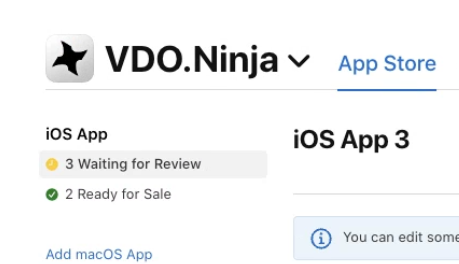 VDO.Ninja
App Store
iOS App
iOS App 3
3 Waiting for Review
2 Ready for Sale
You can edit some
Add macOS App